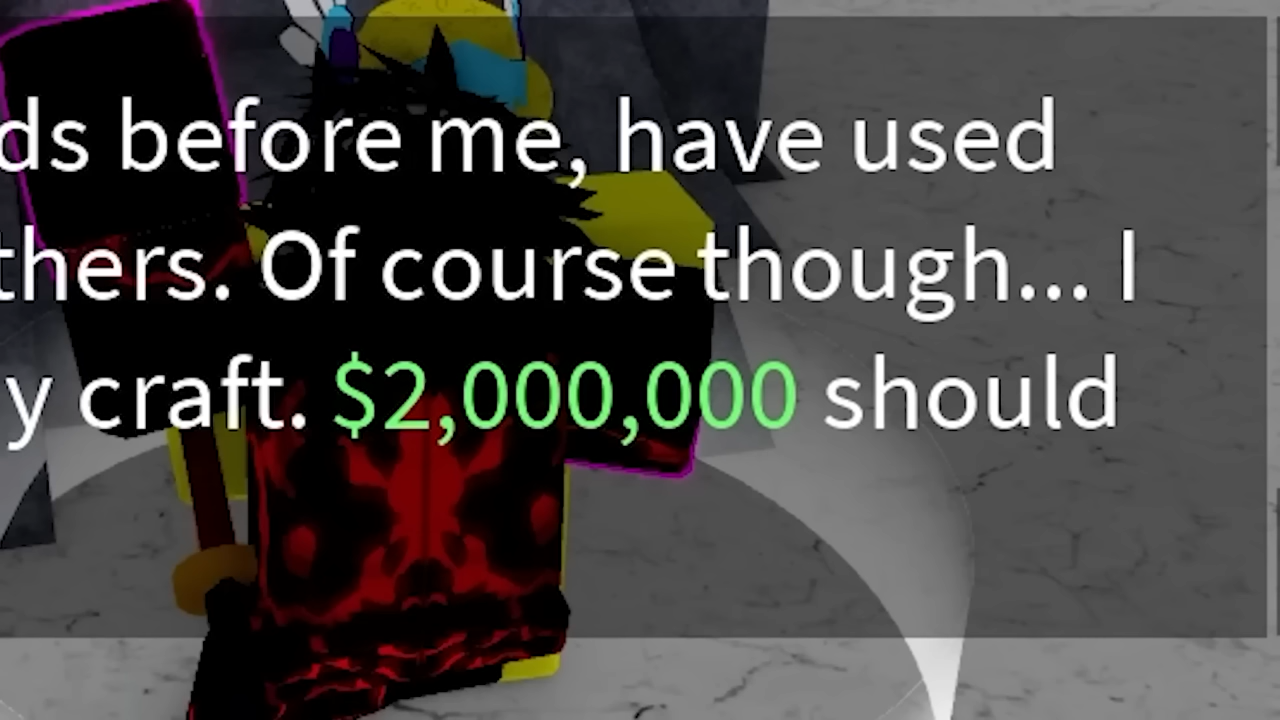 ds before me, have used
thers. Of course though... I
y craft. $2,000,000 should